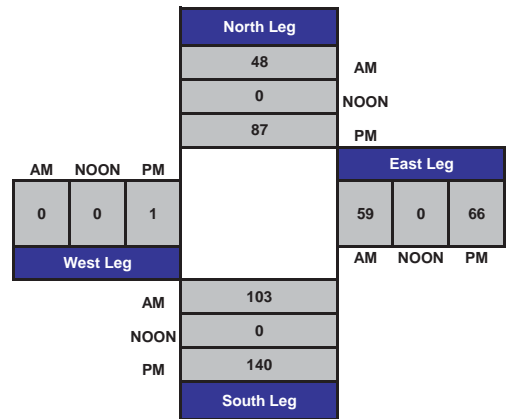 North Leg
48 AM
0 NOON
87 PM
AM NOON PM
East Leg
0 0 1
59 0 66
West Leg
AM NOON PM
AM 103
NOON 0
PM 140
South Leg